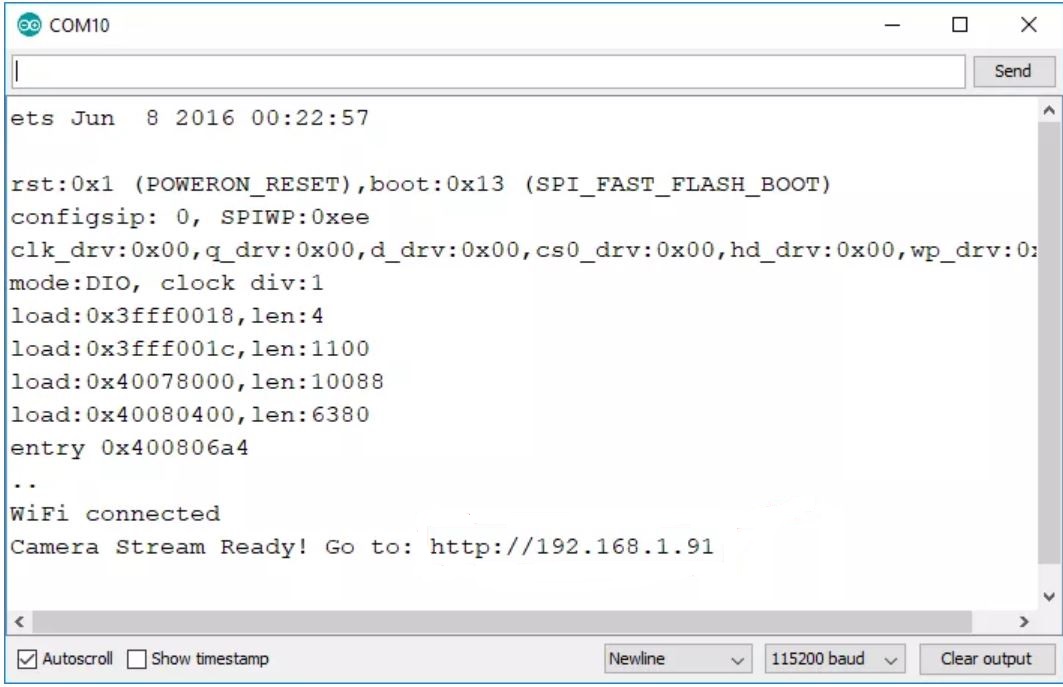 COM10
Send
ets Jun  8 2016 00:22:57
rst:0x1 (POWERON_RESET),boot:0x13 (SPI_FAST_FLASH_BOOT)
configsip: 0, SPIWP:0xee
clk_drv:0x00,q_drv:0x00,d_drv:0x00,cs0_drv:0x00,hd_drv:0x00,wp_drv:0
mode:DIO, clock div:1
load:0x3fff0018,len:4
load:0x3fff001c,len:1100
load:0x40078000,len:10088
load:0x40080400,len:6380
entry 0x400806a4
..
WiFi connected
Camera Stream Ready! Go to: http://192.168.1.91
Autoscroll Show timestamp Newline 115200 baud Clear output